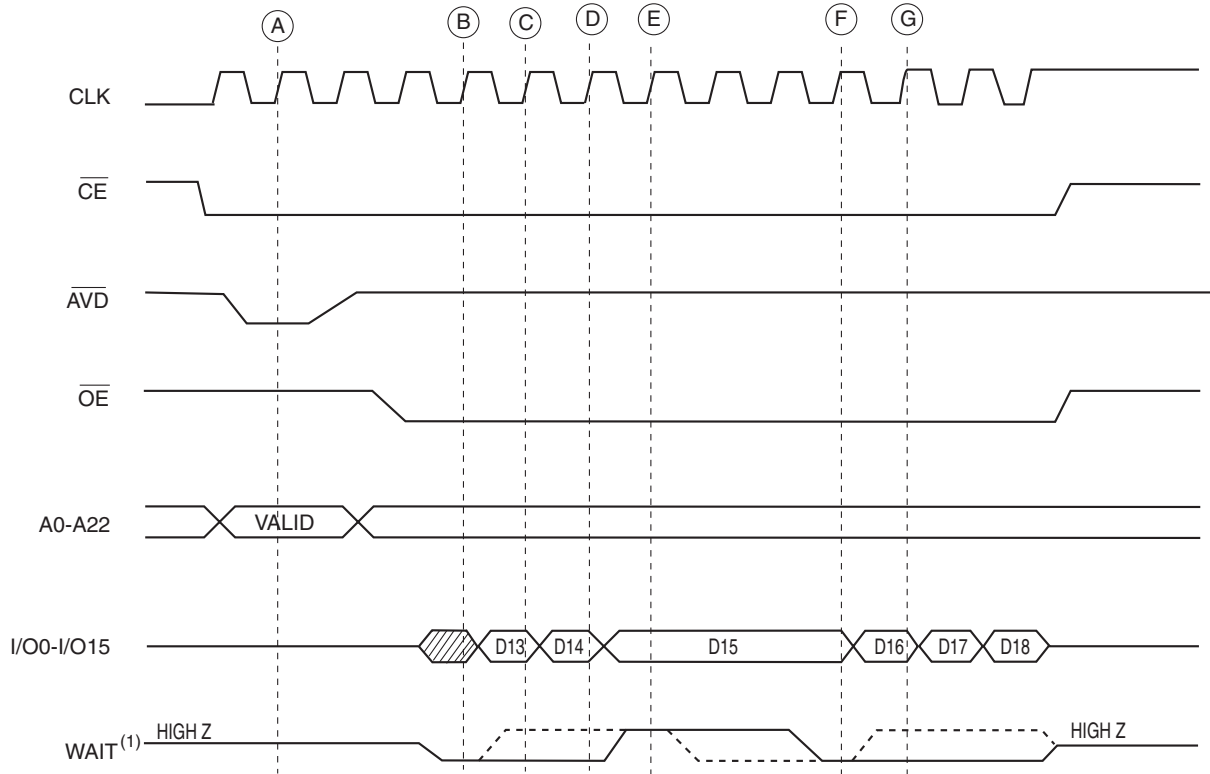 A B C D E F G
CLK
CE
AVD
OE
A0-A22 VALID
I/O0-I/O15 D13 D14 D15 D16 D17 D18
WAIT(1) HIGH Z HIGH Z